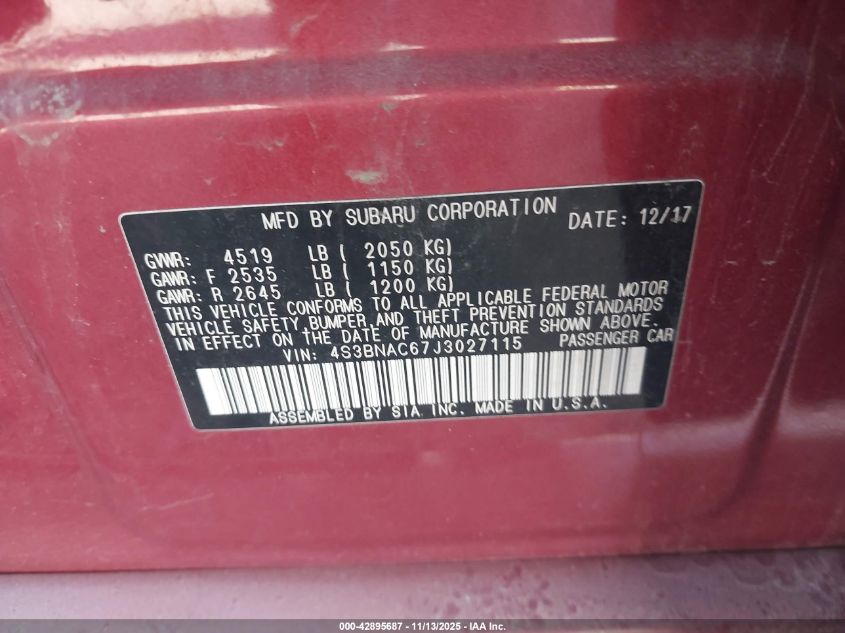 MFD BY SUBARU CORPORATION DATE: 12/17
GVWR: 4519 LB ( 2050 KG)
GAWR: F 2535 LB ( 1150 KG)
GAWR: R 2645 LB ( 1200 KG)
THIS VEHICLE CONFORMS TO ALL APPLICABLE FEDERAL MOTOR
VEHICLE SAFETY, BUMPER, AND THEFT PREVENTION STANDARDS
IN EFFECT ON THE DATE OF MANUFACTURE SHOWN ABOVE.
VIN: 4S3BNAC67J3027115 PASSENGER CAR
ASSEMBLED BY SIA INC. MADE IN U.S.A.
000-42895687 - 11/13/2025 - IAA Inc.